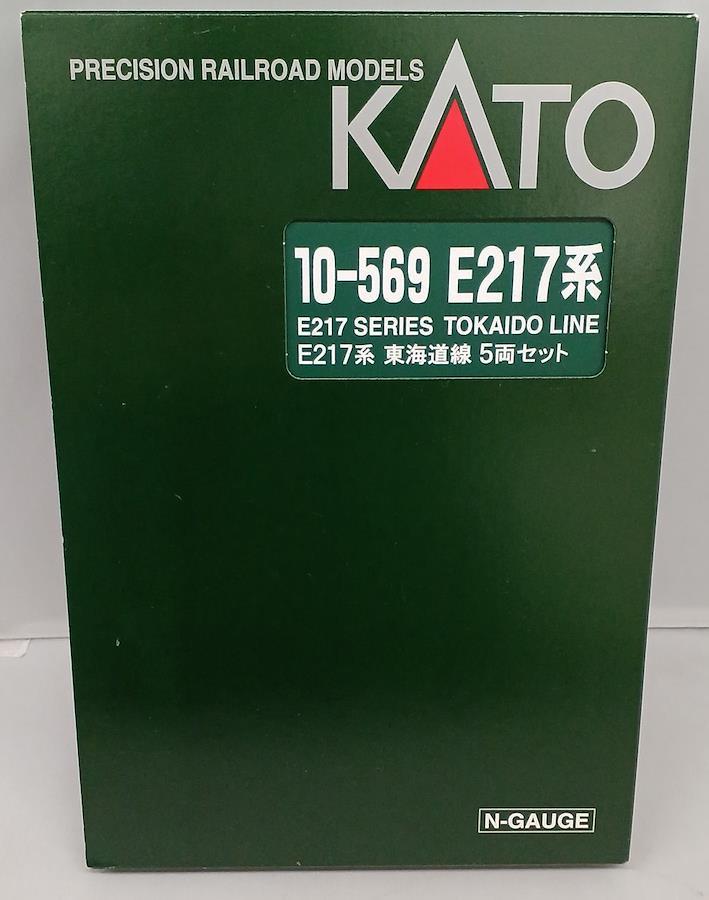 PRECISION RAILROAD MODELS
KATO
10-569 E217系
E217 SERIES TOKAIDO LINE
E217系 東海道線 5両セット
N-GAUGE